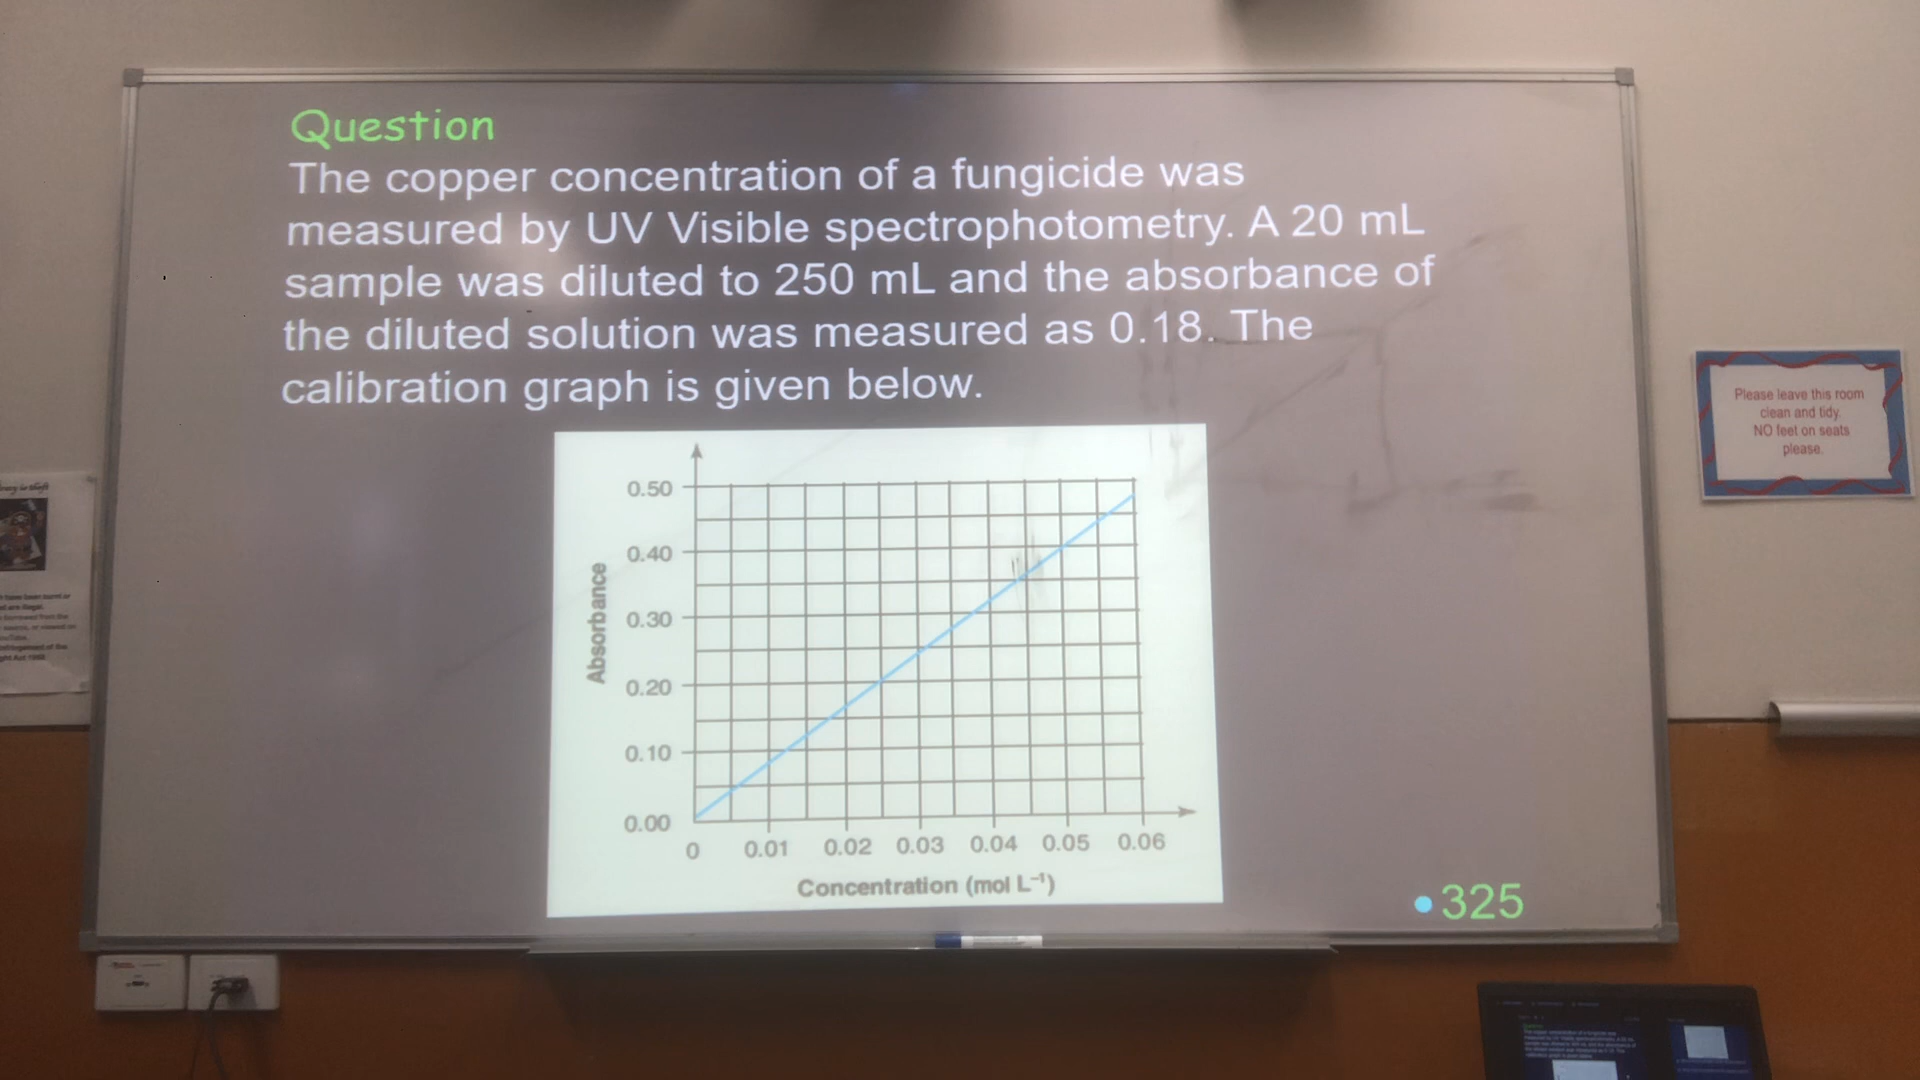 Question
The copper concentration of a fungicide was
measured by UV Visible spectrophotometry. A 20 mL
sample was diluted to 250 mL and the absorbance of
the diluted solution was measured as 0.18. The
calibration graph is given below.
0.50
0.40
0.30
0.20
0.10
0.00
Absorbance
0 0.01 0.02 0.03 0.04 0.05 0.06
Concentration (mol L⁻¹)
•325
Please leave this room
clean and tidy.
NO feet on seats
please.